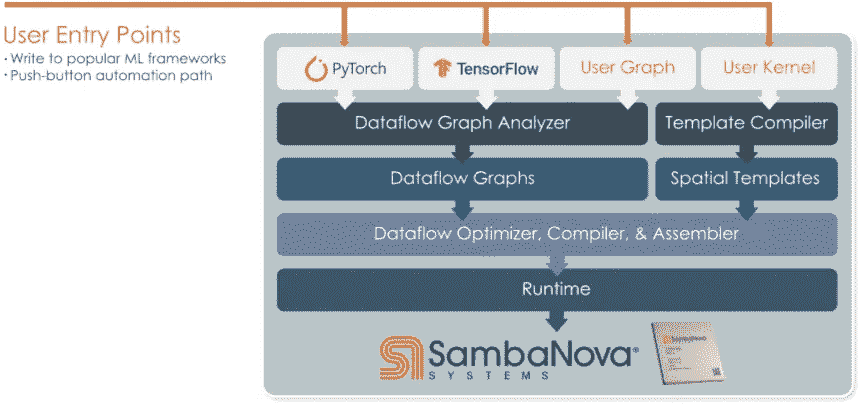 User Entry Points
· Write to popular ML frameworks
· Push-button automation path
PyTorch
TensorFlow
User Graph
User Kernel
Dataflow Graph Analyzer
Template Compiler
Dataflow Graphs
Spatial Templates
Dataflow Optimizer, Compiler, & Assembler
Runtime
SambaNova®
SYSTEMS